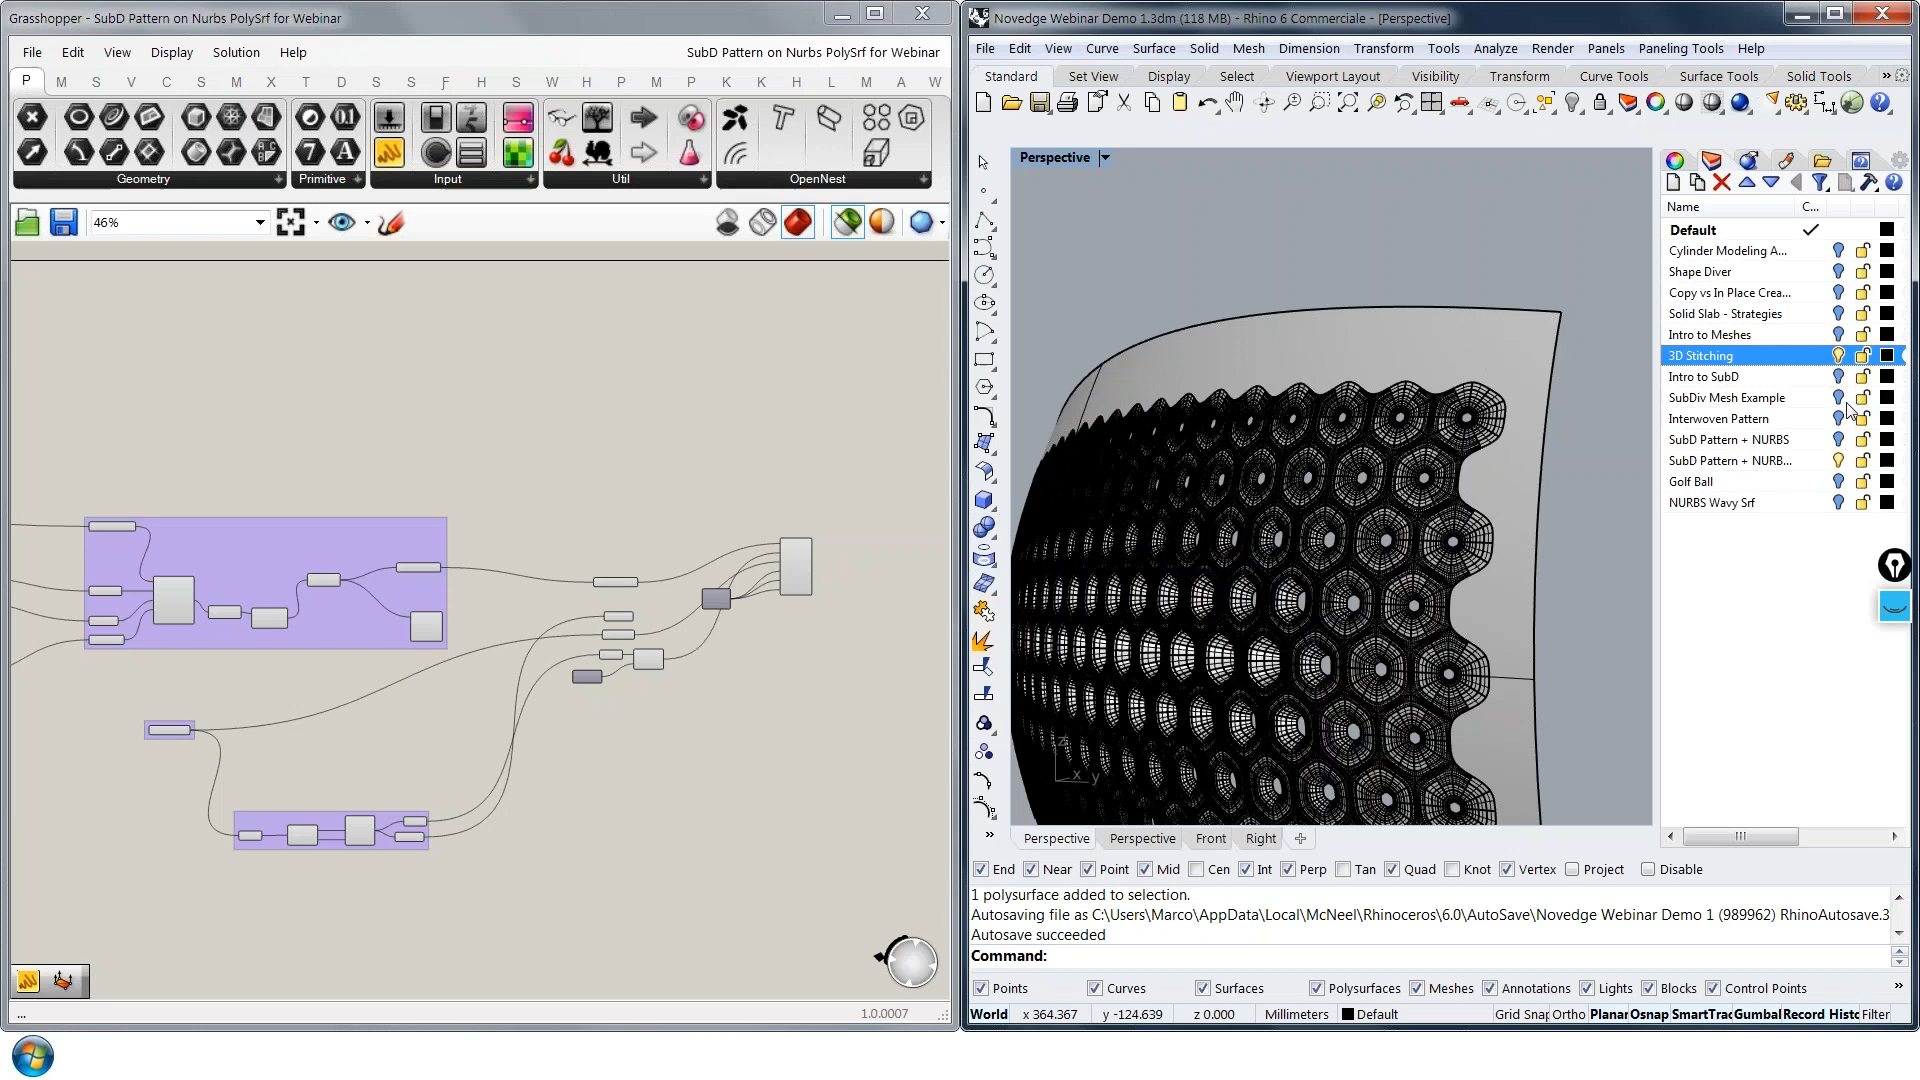 Grasshopper - SubD Pattern on Nurbs PolySrf for Webinar
File Edit View Display Solution Help SubD Pattern on Nurbs PolySrf for Webinar
P M S V C S M X T D S S F H S W H P M P K K H L M A W
Geometry Primitive Input Util OpenNest
46%
...
1.0.0007
Novedge Webinar Demo 1.3dm (118 MB) - Rhino 6 Commerciale - [Perspective]
File Edit View Curve Surface Solid Mesh Dimension Transform Tools Analyze Render Panels Paneling Tools Help
Standard Set View Display Select Viewport Layout Visibility Transform Curve Tools Surface Tools Solid Tools »
Perspective
z
x y
Name C...
Default
Cylinder Modeling A...
Shape Diver
Copy vs In Place Crea...
Solid Slab - Strategies
Intro to Meshes
3D Stitching
Intro to SubD
SubDiv Mesh Example
Interwoven Pattern
SubD Pattern + NURBS
SubD Pattern + NURB...
Golf Ball
NURBS Wavy Srf
Perspective Perspective Front Right
End Near Point Mid Cen Int Perp Tan Quad Knot Vertex Project Disable
1 polysurface added to selection.
Autosaving file as C:\Users\Marco\AppData\Local\McNeel\Rhinoceros\6.0\AutoSave\Novedge Webinar Demo 1 (989962) RhinoAutosave.3
Autosave succeeded
Command:
Points Curves Surfaces Polysurfaces Meshes Annotations Lights Blocks Control Points »
World x 364.367 y -124.639 z 0.000 Millimeters Default Grid Snap Ortho Planar Osnap SmartTrac Gumbal Record Histo Filter